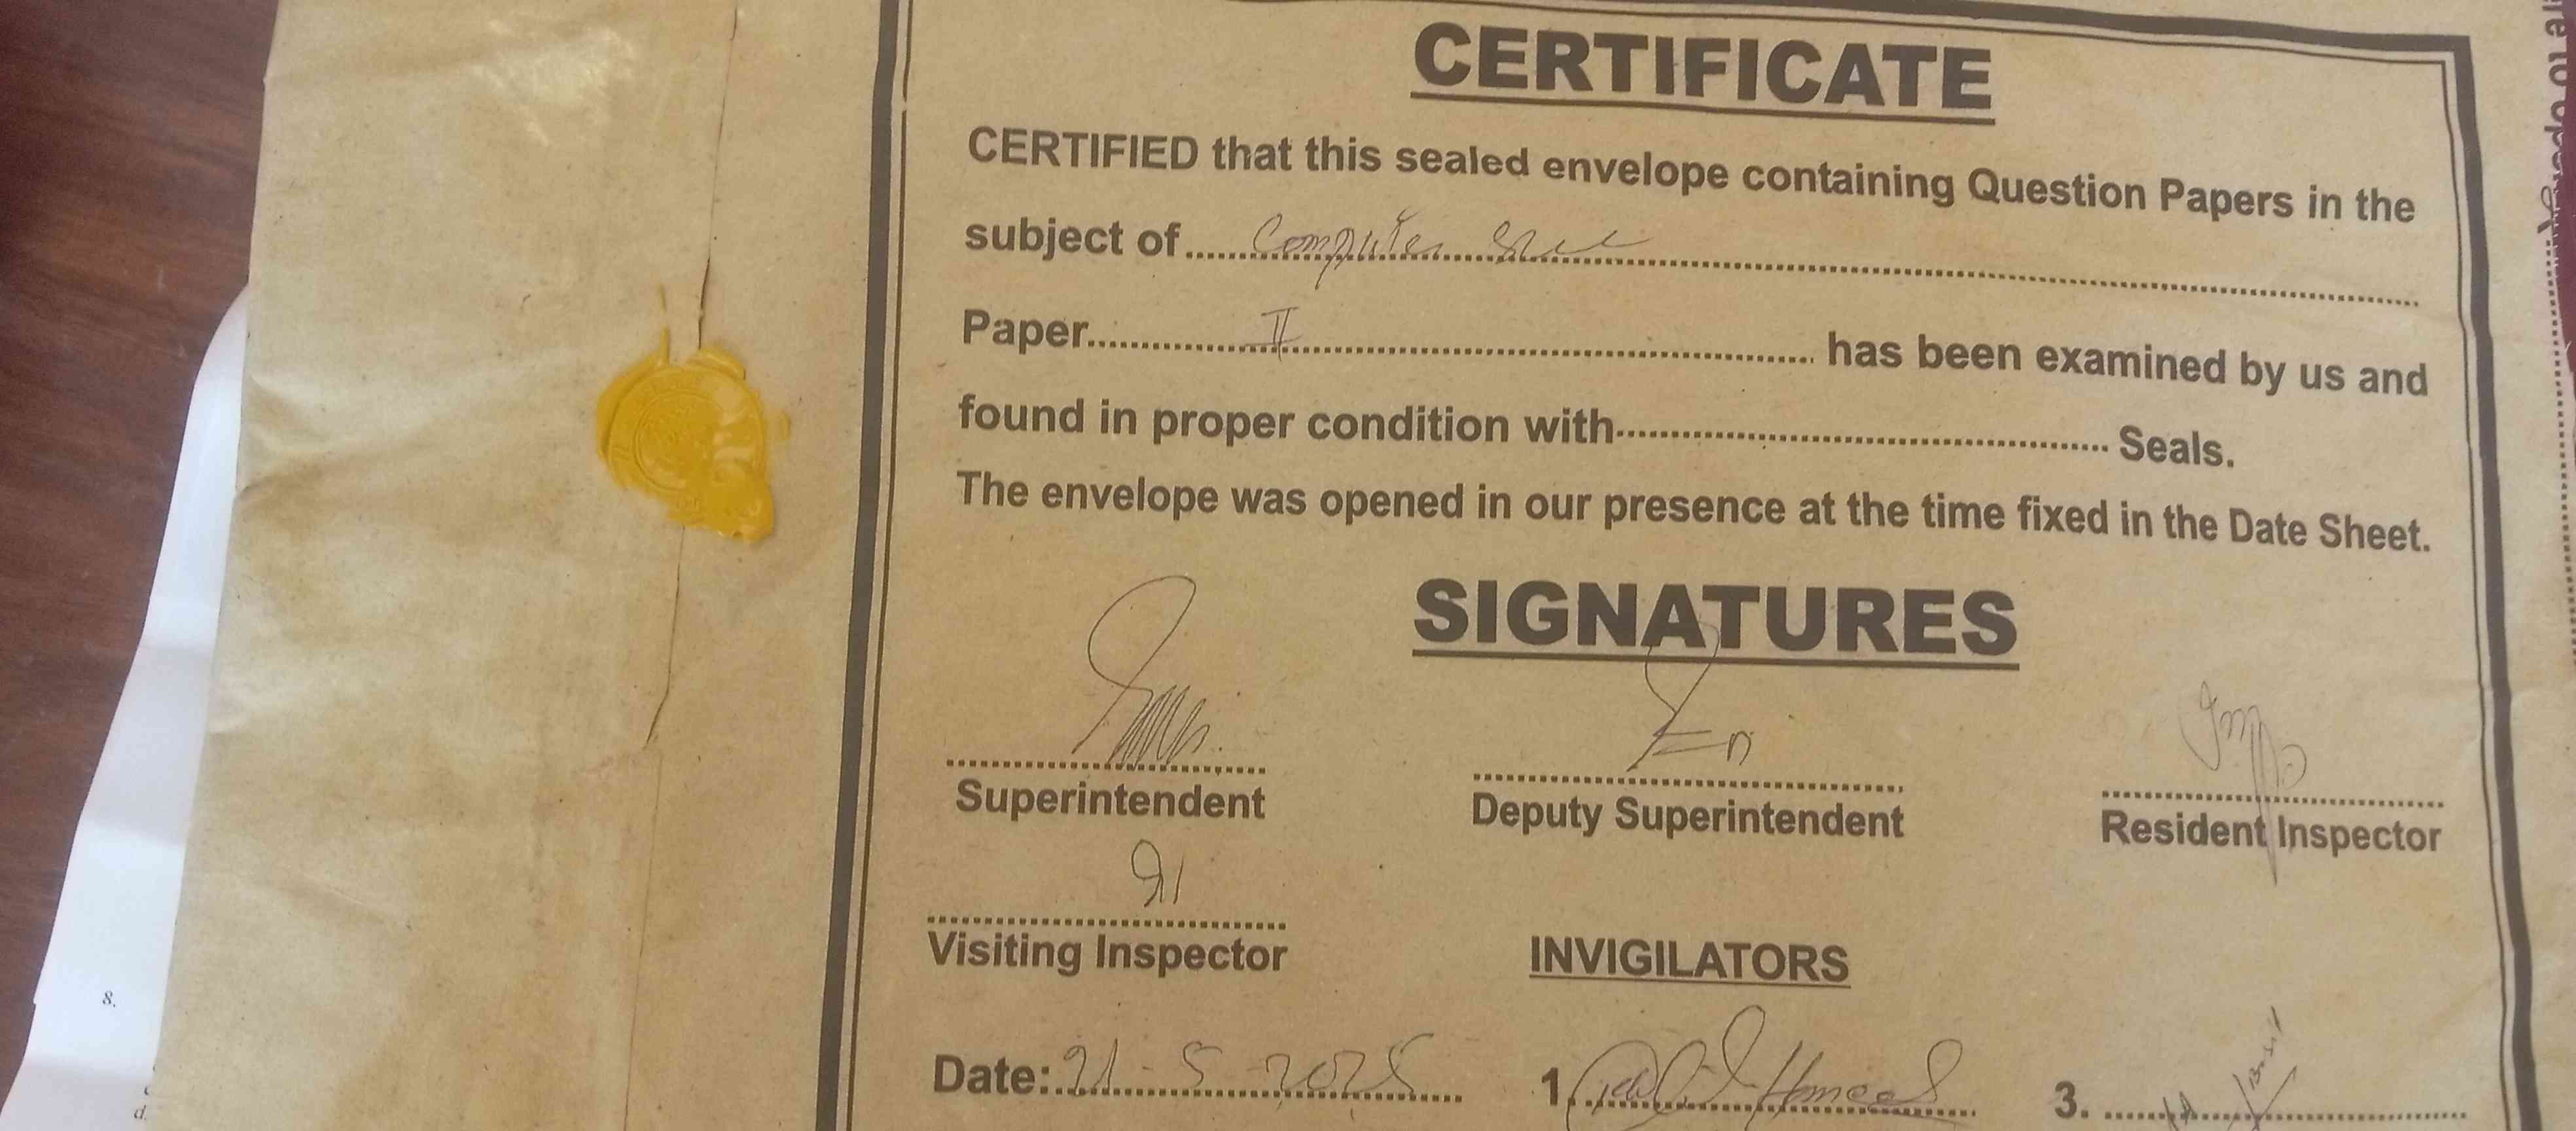 CERTIFICATE
CERTIFIED that this sealed envelope containing Question Papers in the
subject of Computer
Paper II has been examined by us and
found in proper condition with Seals.
The envelope was opened in our presence at the time fixed in the Date Sheet.
SIGNATURES
Superintendent
Deputy Superintendent
Resident Inspector
Visiting Inspector
INVIGILATORS
Date: 21-5-2025
1. Hameed
3. Basit
8.
d.